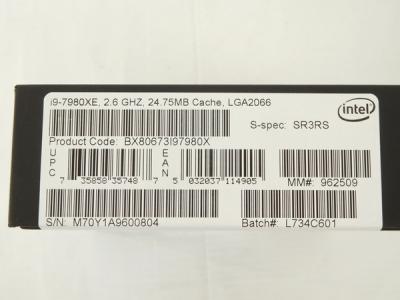 i9-7980XE, 2.6 GHZ, 24.75MB Cache, LGA2066
intel
S-spec: SR3RS
Product Code: BX80673I97980X
UPC
EAN
7 35858 35748 7 5 032037 114905
MM#: 962509
S/N: M70Y1A9600804
Batch#: L734C601